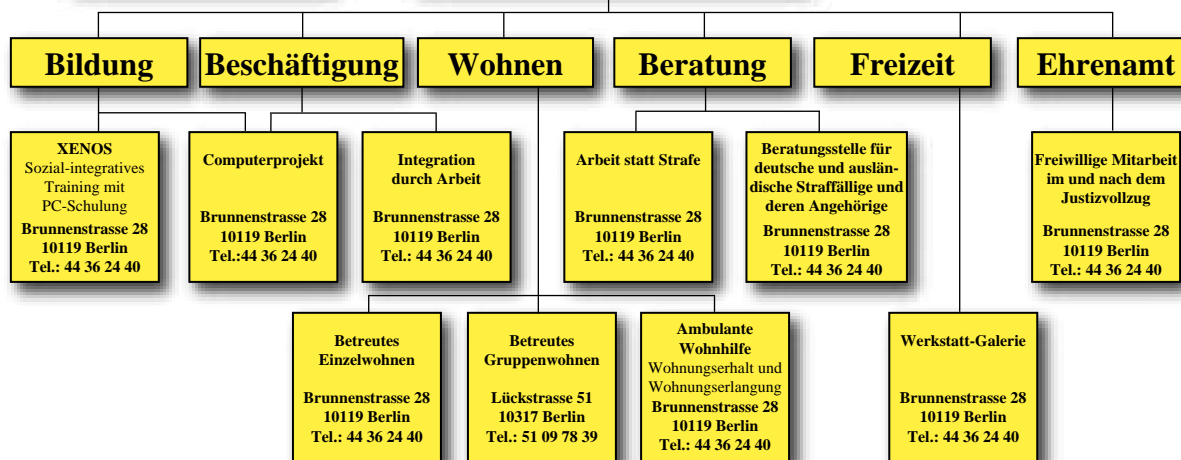 Bildung
Beschäftigung
Wohnen
Beratung
Freizeit
Ehrenamt
XENOS
Sozial-integratives
Training mit
PC-Schulung
Brunnenstrasse 28
10119 Berlin
Tel.: 44 36 24 40
Computerprojekt
Brunnenstrasse 28
10119 Berlin
Tel.:44 36 24 40
Integration
durch Arbeit
Brunnenstrasse 28
10119 Berlin
Tel.: 44 36 24 40
Arbeit statt Strafe
Brunnenstrasse 28
10119 Berlin
Tel.:44 36 24 40
Beratungsstelle für
deutsche und auslän-
dische Straffällige und
deren Angehörige
Brunnenstrasse 28
10119 Berlin
Tel.: 44 36 24 40
Freiwillige Mitarbeit
im und nach dem
Justizvollzug
Brunnenstrasse 28
10119 Berlin
Tel.: 44 36 24 40
Betreutes
Einzelwohnen
Brunnenstrasse 28
10119 Berlin
Tel.: 44 36 24 40
Betreutes
Gruppenwohnen
Lückstrasse 51
10317 Berlin
Tel.: 51 09 78 39
Ambulante
Wohnhilfe
Wohnungserhalt und
Wohnungserlangung
Brunnenstrasse 28
10119 Berlin
Tel.: 44 36 24 40
Werkstatt-Galerie
Brunnenstrasse 28
10119 Berlin
Tel.: 44 36 24 40